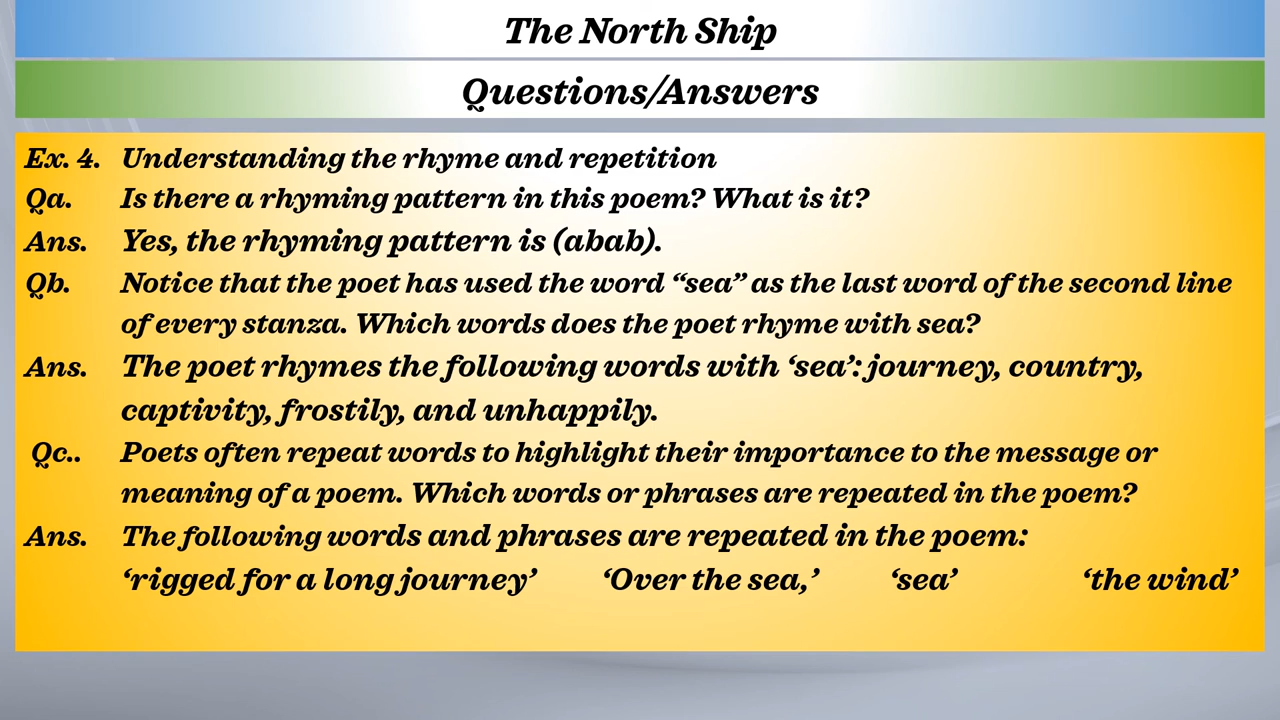 The North Ship
Questions/Answers
Ex. 4. Understanding the rhyme and repetition
Qa. Is there a rhyming pattern in this poem? What is it?
Ans. Yes, the rhyming pattern is (abab).
Qb. Notice that the poet has used the word “sea” as the last word of the second line
of every stanza. Which words does the poet rhyme with sea?
Ans. The poet rhymes the following words with ‘sea’: journey, country,
captivity, frostily, and unhappily.
Qc.. Poets often repeat words to highlight their importance to the message or
meaning of a poem. Which words or phrases are repeated in the poem?
Ans. The following words and phrases are repeated in the poem:
‘rigged for a long journey’ ‘Over the sea,’ ‘sea’ ‘the wind’